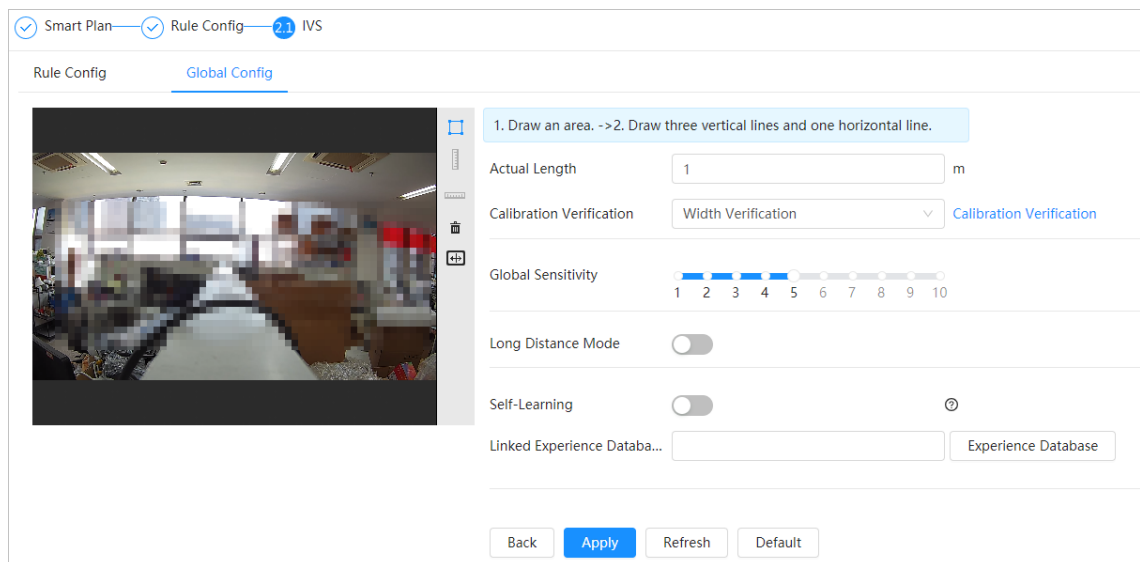 Smart Plan Rule Config 2.1 IVS
Rule Config Global Config
1. Draw an area. ->2. Draw three vertical lines and one horizontal line.
Actual Length 1 m
Calibration Verification Width Verification Calibration Verification
Global Sensitivity
1 2 3 4 5 6 7 8 9 10
Long Distance Mode
Self-Learning
Linked Experience Databa... Experience Database
Back Apply Refresh Default